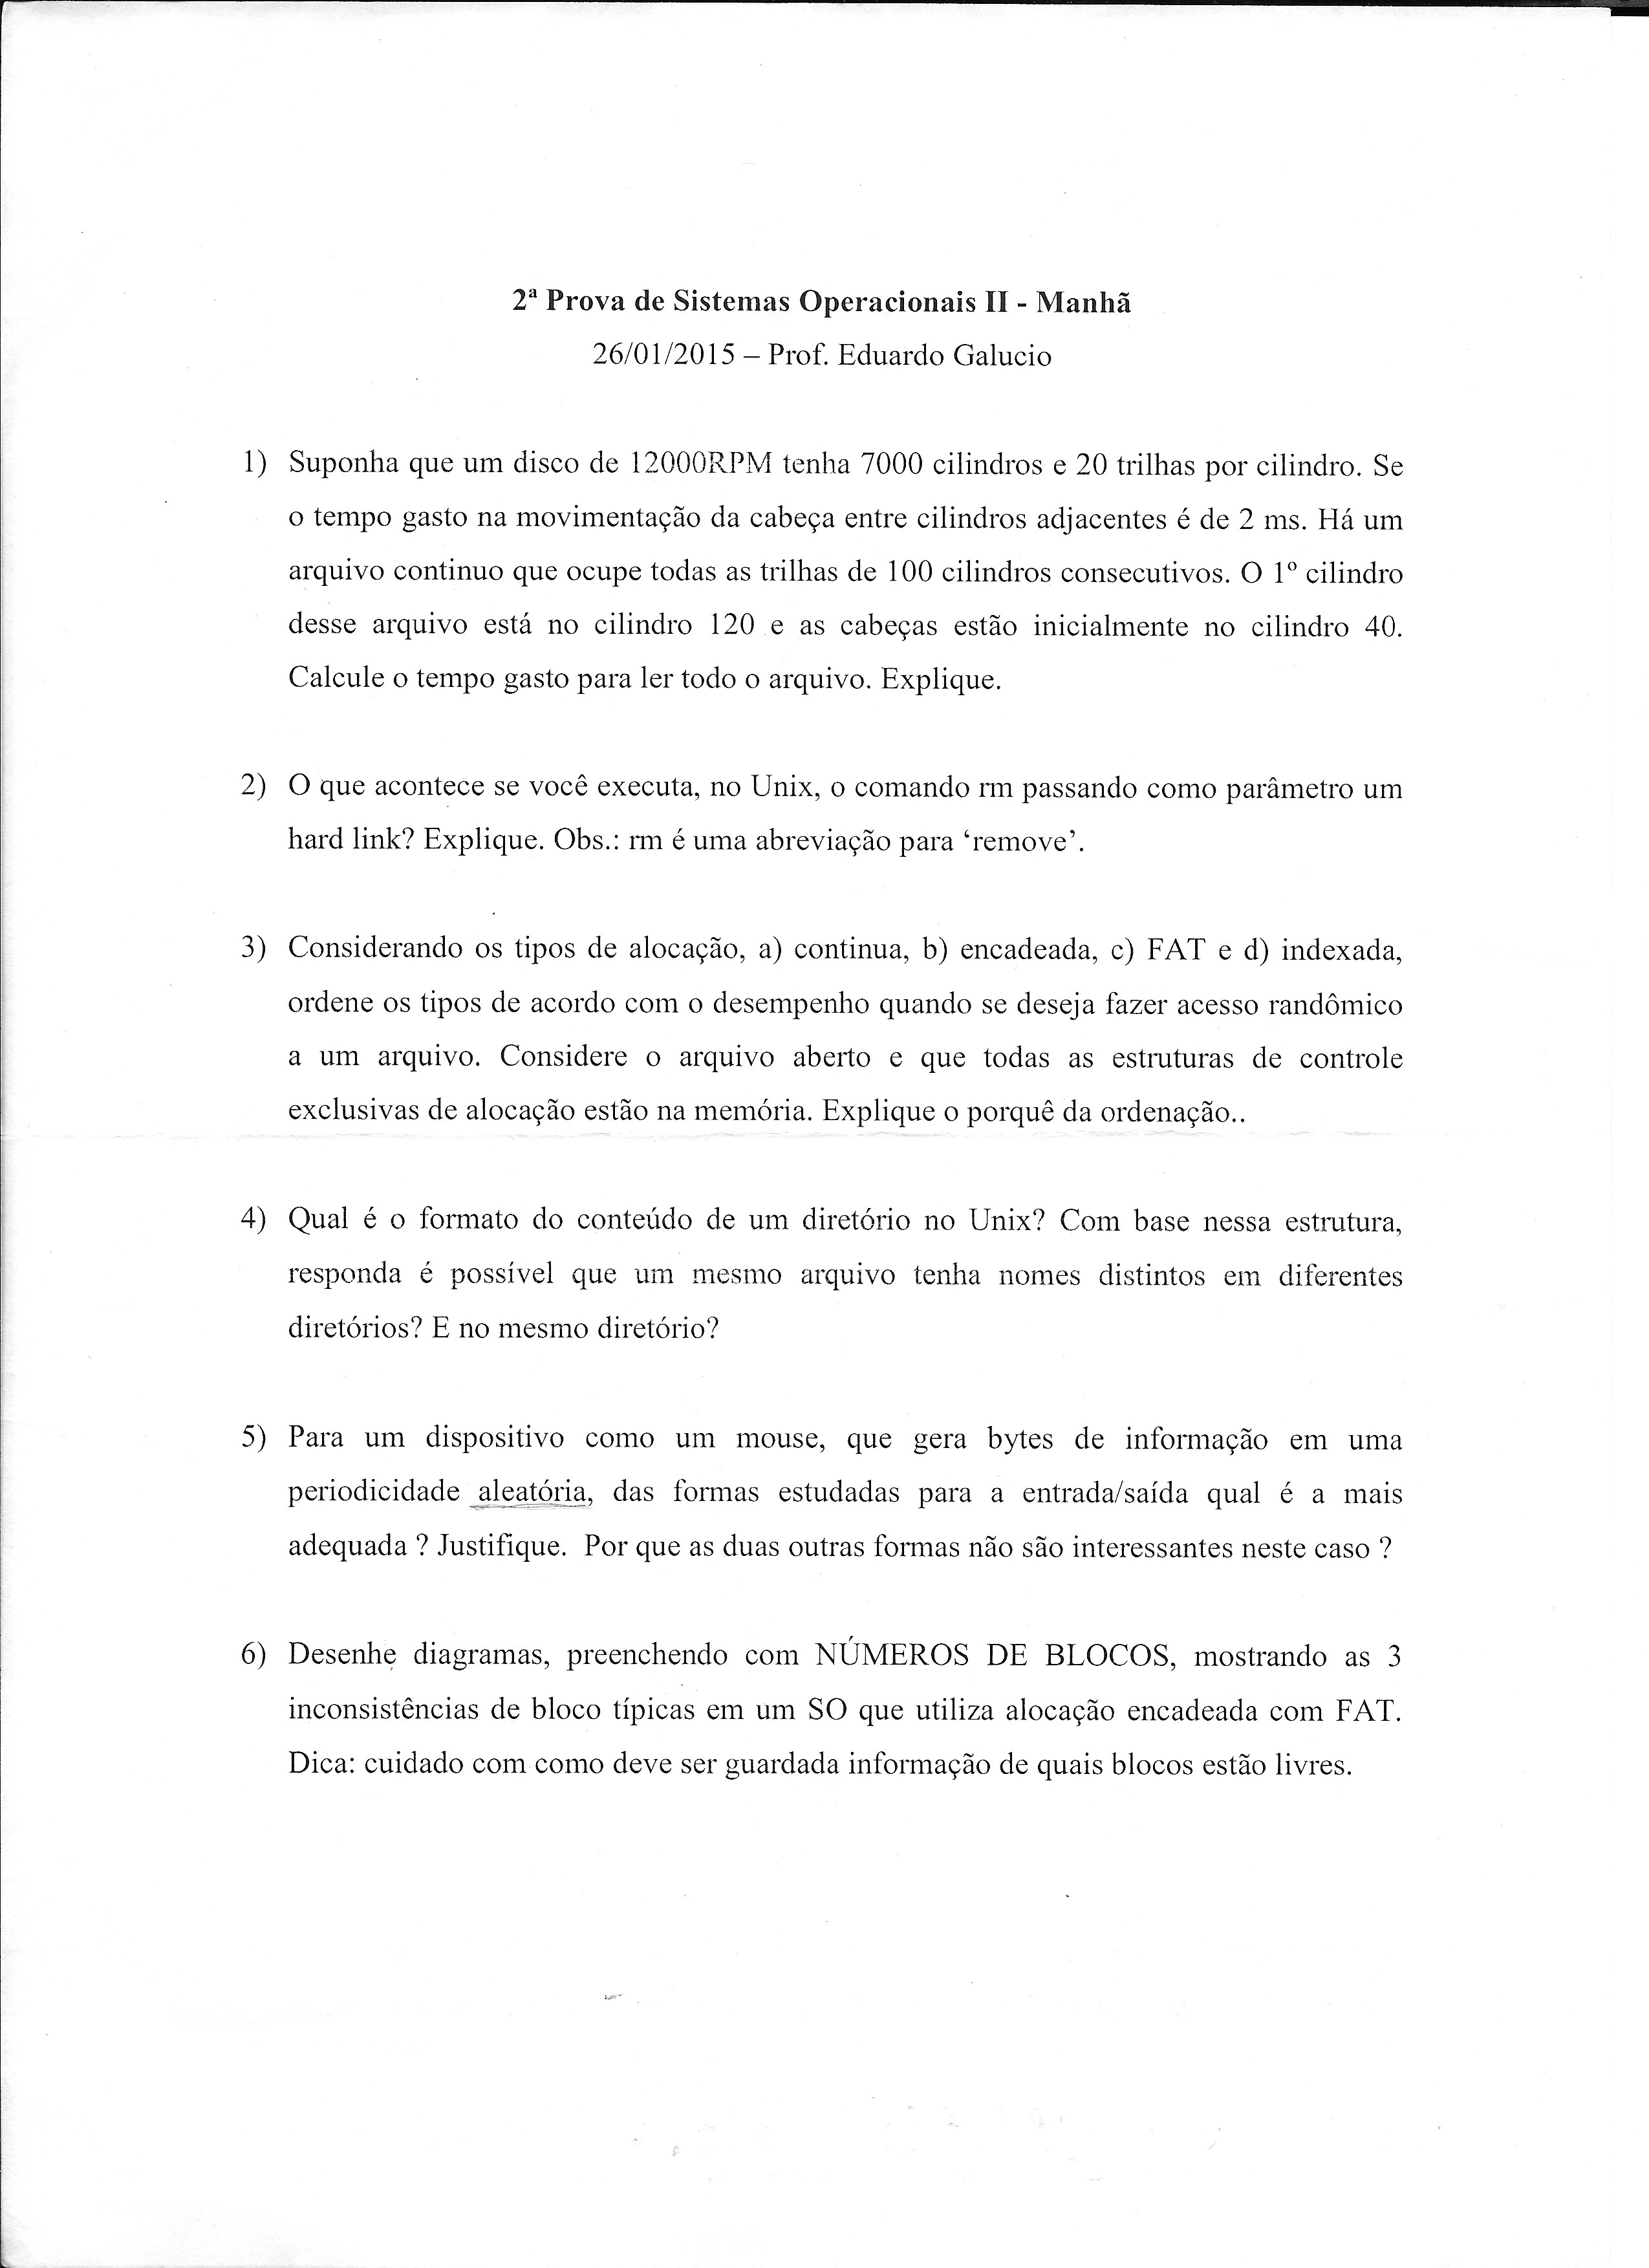 2ª Prova de Sistemas Operacionais II - Manhã
26/01/2015 – Prof. Eduardo Galucio
1) Suponha que um disco de 12000RPM tenha 7000 cilindros e 20 trilhas por cilindro. Se
o tempo gasto na movimentação da cabeça entre cilindros adjacentes é de 2 ms. Há um
arquivo continuo que ocupe todas as trilhas de 100 cilindros consecutivos. O 1º cilindro
desse arquivo está no cilindro 120 e as cabeças estão inicialmente no cilindro 40.
Calcule o tempo gasto para ler todo o arquivo. Explique.
2) O que acontece se você executa, no Unix, o comando rm passando como parâmetro um
hard link? Explique. Obs.: rm é uma abreviação para ‘remove’.
3) Considerando os tipos de alocação, a) continua, b) encadeada, c) FAT e d) indexada,
ordene os tipos de acordo com o desempenho quando se deseja fazer acesso randômico
a um arquivo. Considere o arquivo aberto e que todas as estruturas de controle
exclusivas de alocação estão na memória. Explique o porquê da ordenação..
4) Qual é o formato do conteúdo de um diretório no Unix? Com base nessa estrutura,
responda é possível que um mesmo arquivo tenha nomes distintos em diferentes
diretórios? E no mesmo diretório?
5) Para um dispositivo como um mouse, que gera bytes de informação em uma
periodicidade aleatória, das formas estudadas para a entrada/saída qual é a mais
adequada ? Justifique. Por que as duas outras formas não são interessantes neste caso ?
6) Desenhe diagramas, preenchendo com NÚMEROS DE BLOCOS, mostrando as 3
inconsistências de bloco típicas em um SO que utiliza alocação encadeada com FAT.
Dica: cuidado com como deve ser guardada informação de quais blocos estão livres.